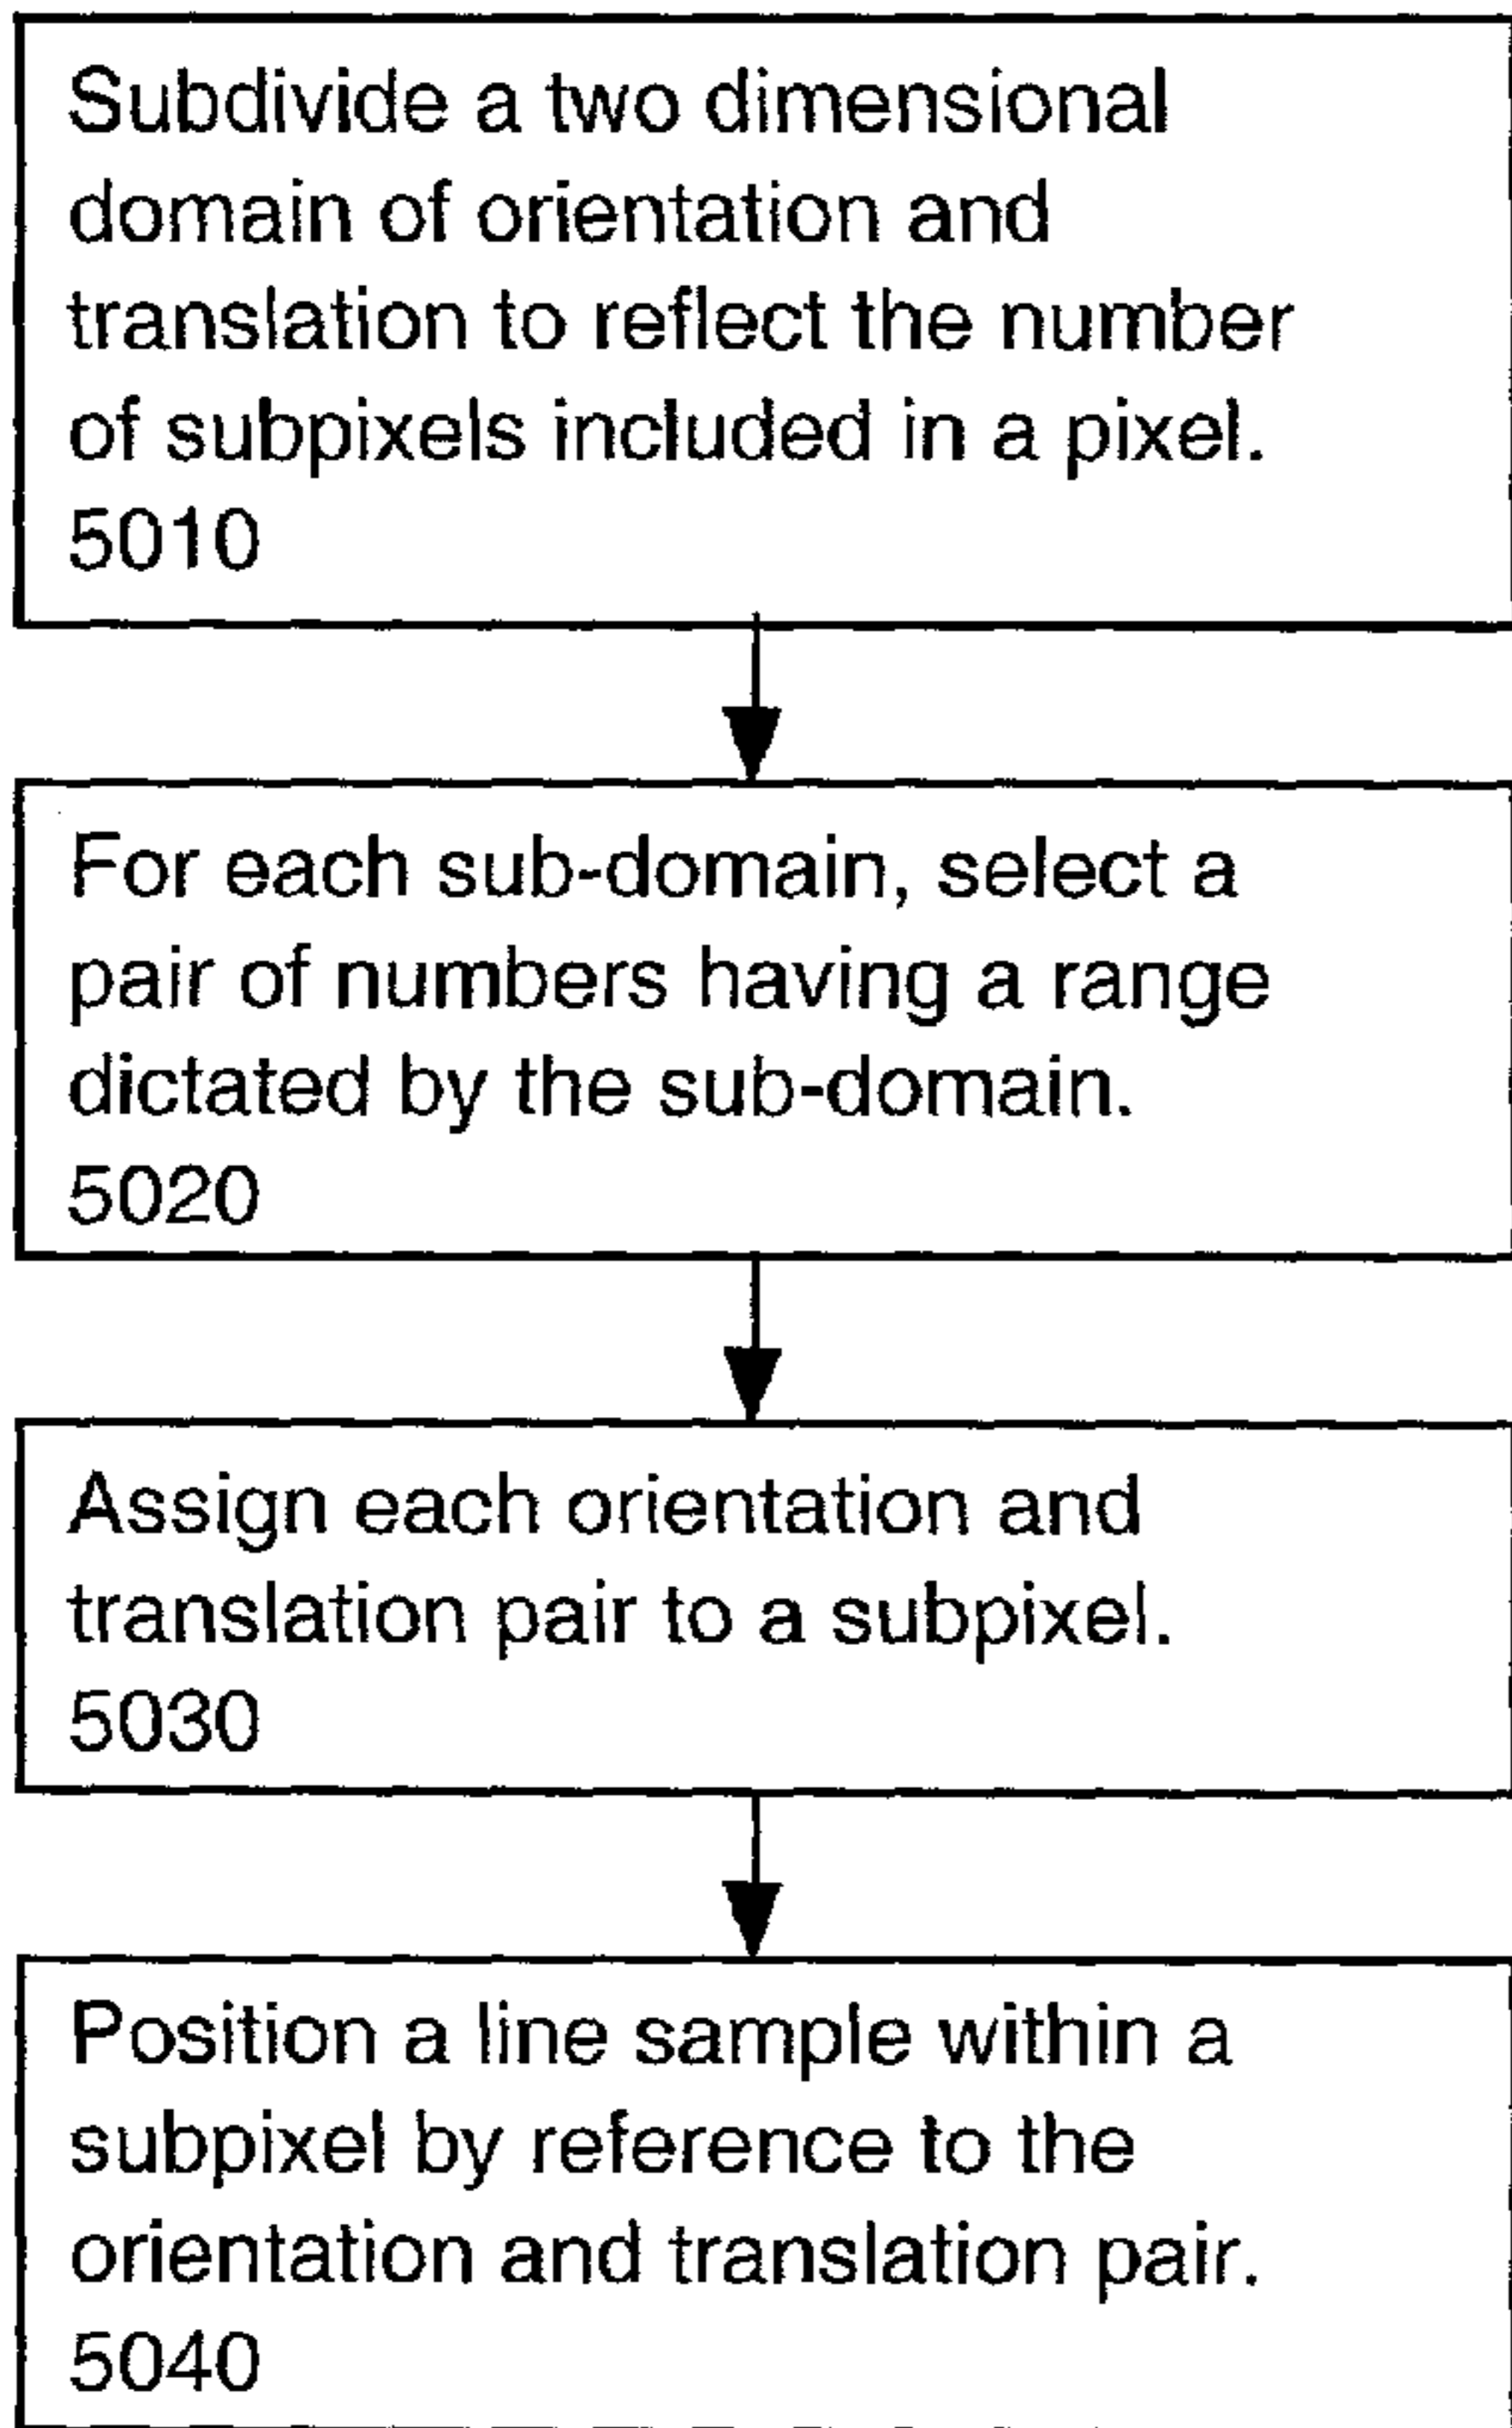 Subdivide a two dimensional
domain of orientation and
translation to reflect the number
of subpixels included in a pixel.
5010
For each sub-domain, select a
pair of numbers having a range
dictated by the sub-domain.
5020
Assign each orientation and
translation pair to a subpixel.
5030
Position a line sample within a
subpixel by reference to the
orientation and translation pair.
5040